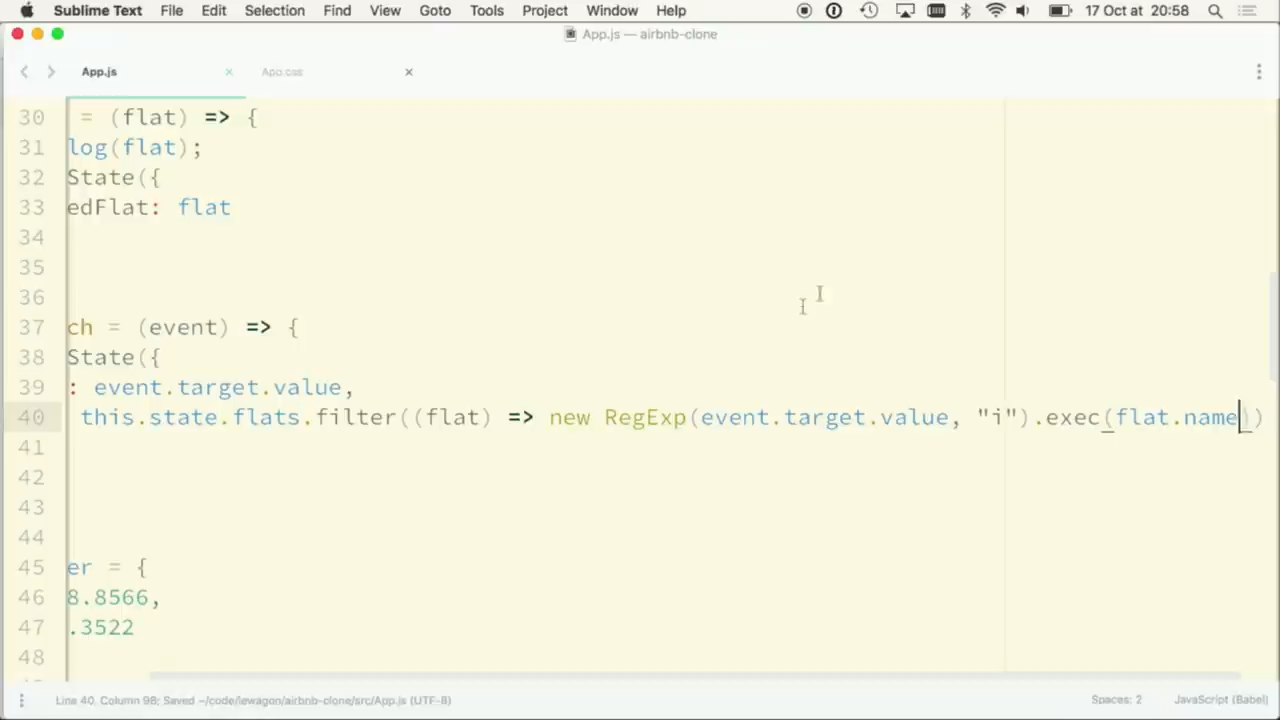 Sublime Text File Edit Selection Find View Goto Tools Project Window Help 17 Oct at 20:58
App.js — airbnb-clone
App.js App.css
30 = (flat) => {
31 log(flat);
32 State({
33 edFlat: flat
34
35
36
37 ch = (event) => {
38 State({
39 : event.target.value,
40 this.state.flats.filter((flat) => new RegExp(event.target.value, "i").exec(flat.name))
41
42
43
44
45 er = {
46 8.8566,
47 .3522
48
Line 40, Column 98; Saved ~/code/lewagon/airbnb-clone/src/App.js (UTF-8) Spaces: 2 JavaScript (Babel)